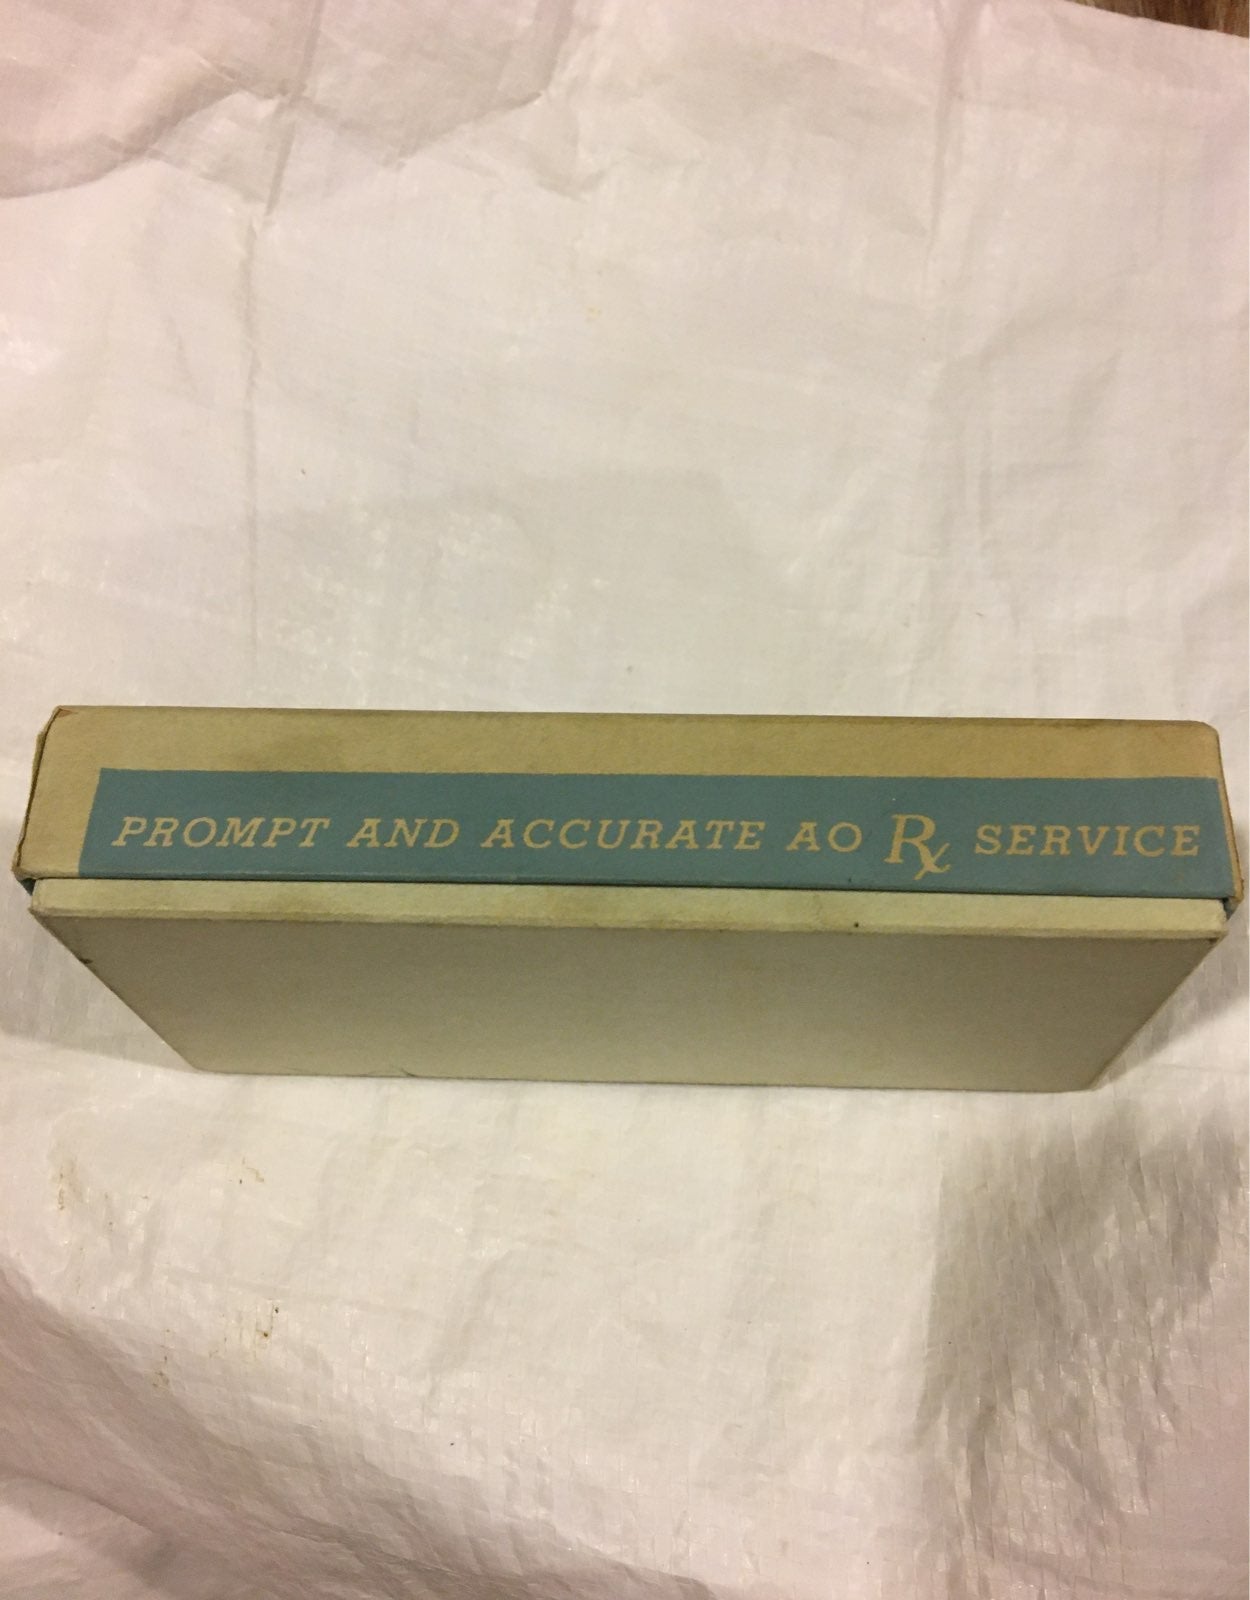 PROMPT AND ACCURATE AO Rx SERVICE